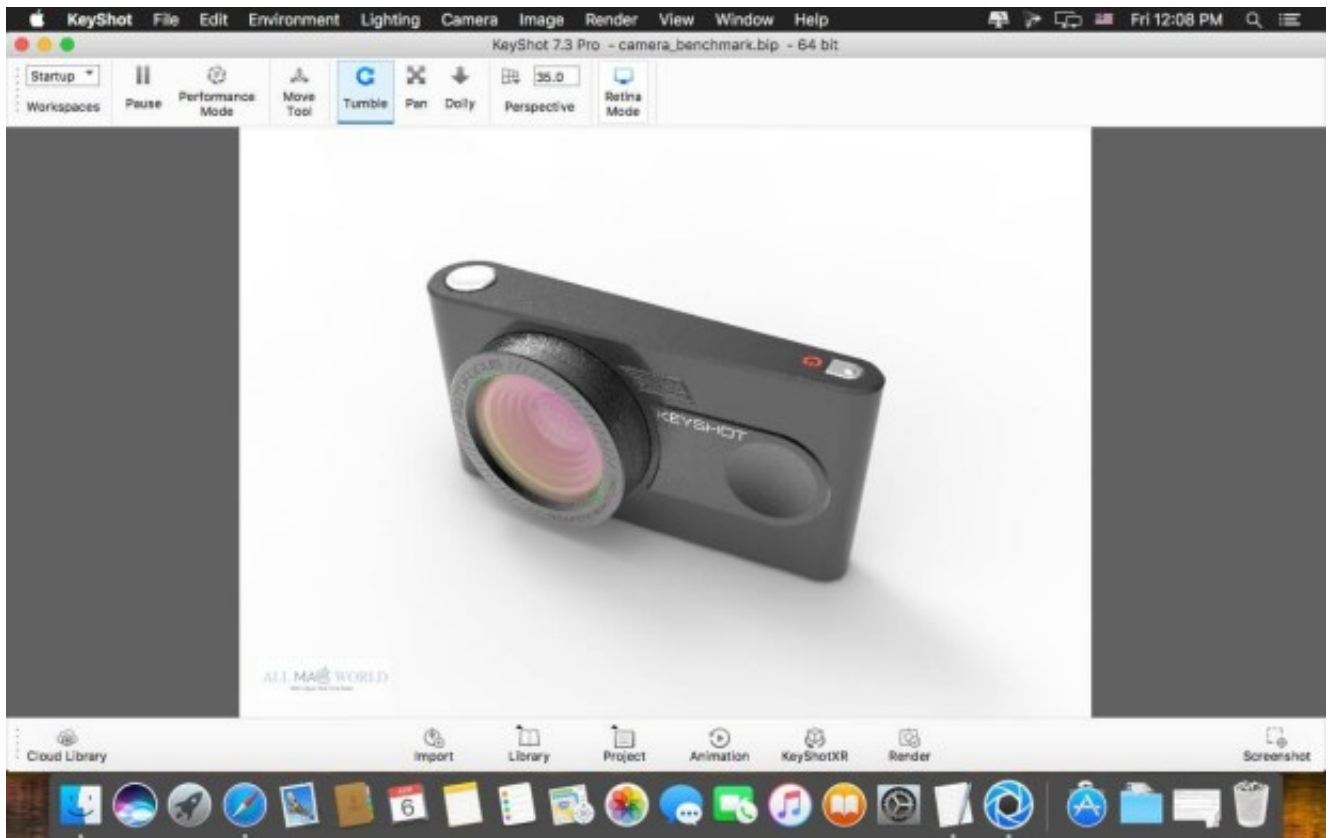 KeyShot File Edit Environment Lighting Camera Image Render View Window Help Fri 12:08 PM
KeyShot 7.3 Pro - camera_benchmark.bip - 64 bit
Startup 35.0
Workspaces Pause Performance Mode Move Tool Tumble Pan Dolly Perspective Retina Mode
KEYSHOT
ALL MAC WORLD
Cloud Library Import Library Project Animation KeyShotXR Render Screenshot
6